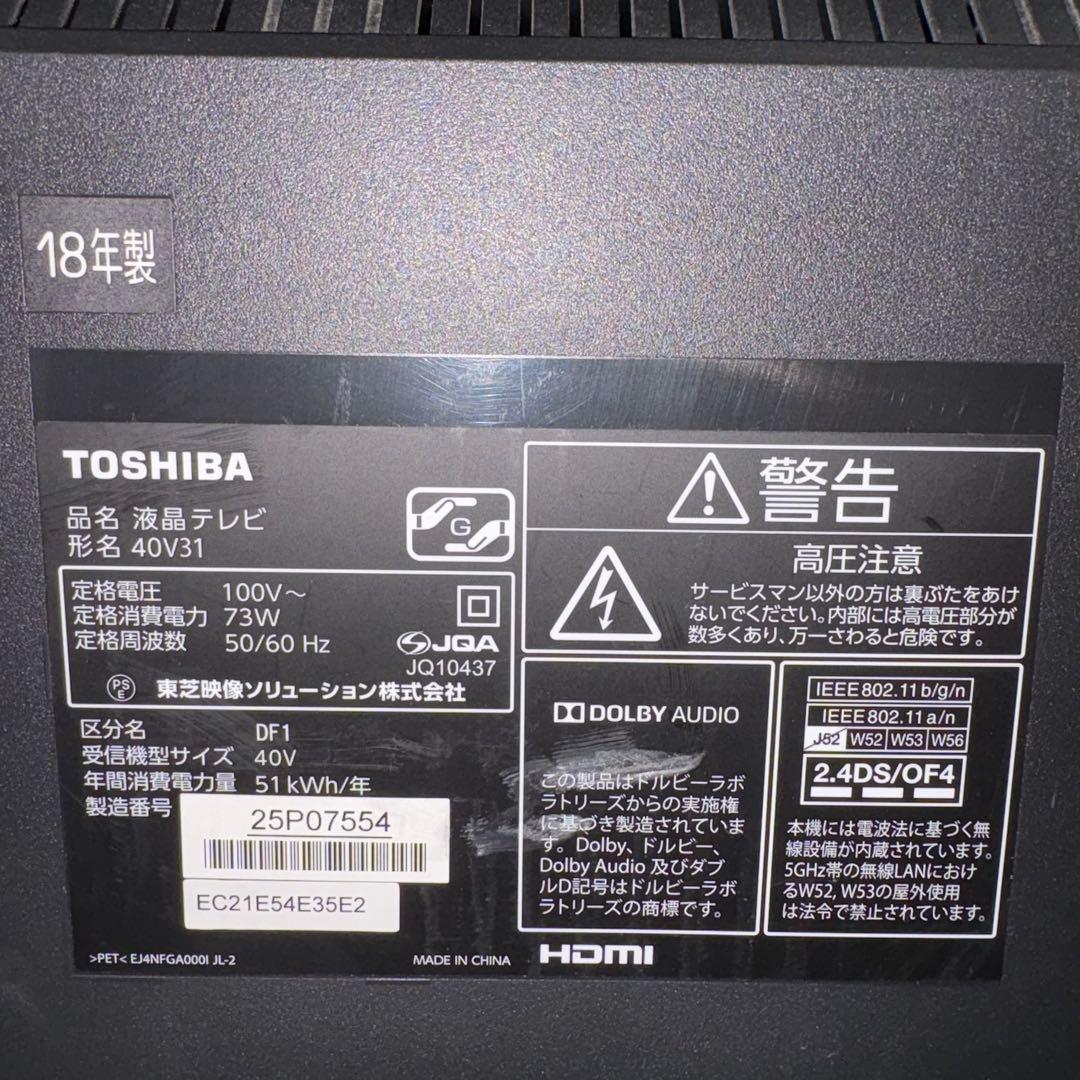 18年製
TOSHIBA
品名 液晶テレビ
形名 40V31
G
定格電圧 100V～
定格消費電力 73W
定格周波数 50/60 Hz
JQA
JQ10437
PS
E
東芝映像ソリューション株式会社
区分名 DF1
受信機型サイズ 40V
年間消費電力量 51kWh/年
製造番号
25P07554
EC21E54E35E2
>PET< EJ4NFGA000I JL-2
MADE IN CHINA
警告
高圧注意
サービスマン以外の方は裏ぶたをあけ
ないでください。内部には高電圧部分が
数多くあり、万一さわると危険です。
DOLBY AUDIO
この製品はドルビーラボ
ラトリーズからの実施権
に基づき製造されていま
す。Dolby、ドルビー、
Dolby Audio 及びダブ
ルD記号はドルビーラボ
ラトリーズの商標です。
HDMI
IEEE802.11b/g/n
IEEE802.11a/n
J52 W52 W53 W56
2.4DS/OF4
本機には電波法に基づく無
線設備が内蔵されています。
5GHz帯の無線LANにおけ
るW52, W53の屋外使用
は法令で禁止されています。